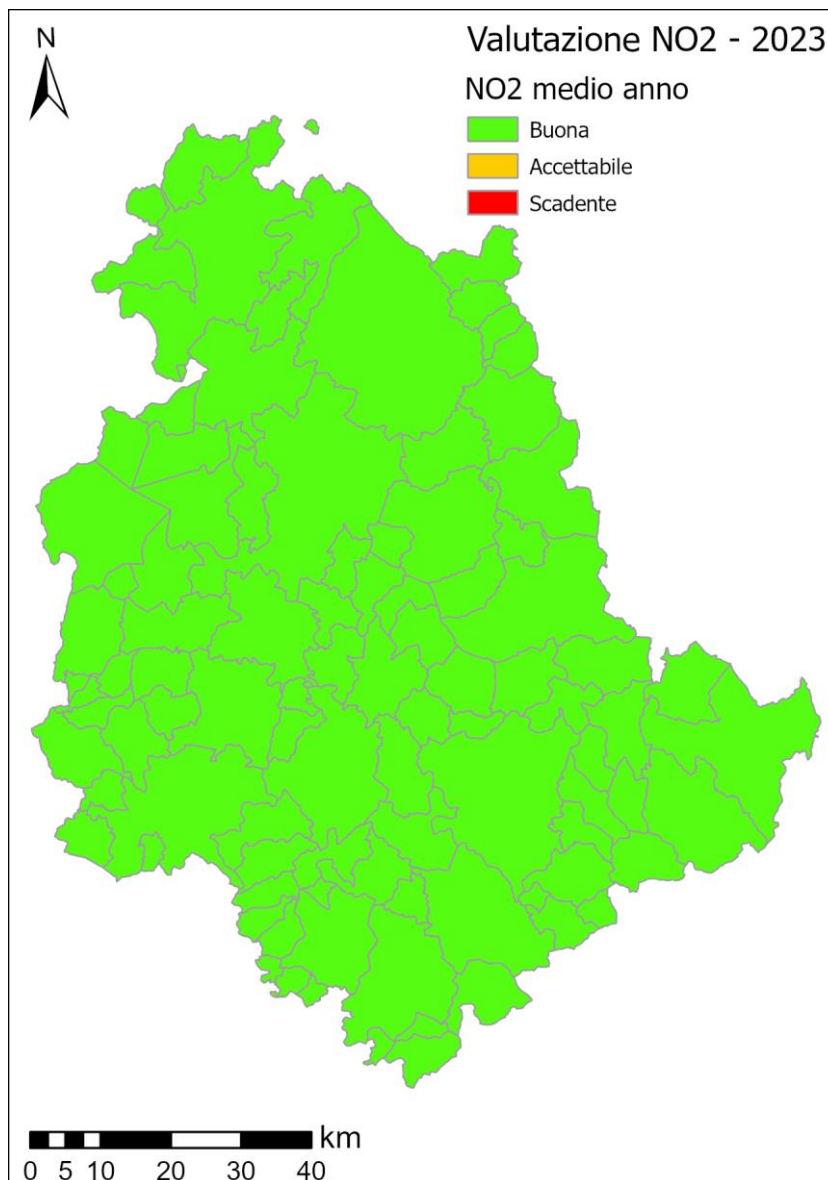 N
Valutazione NO2 - 2023
NO2 medio anno
Buona
Accettabile
Scadente
km
0 5 10 20 30 40